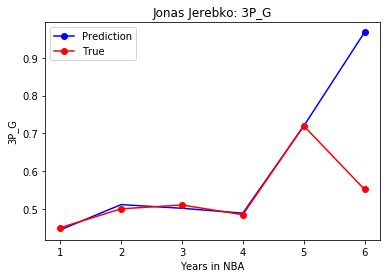 Jonas Jerebko: 3P_G
Prediction
True
3P_G
0.9
0.8
0.7
0.6
0.5
1 2 3 4 5 6
Years in NBA